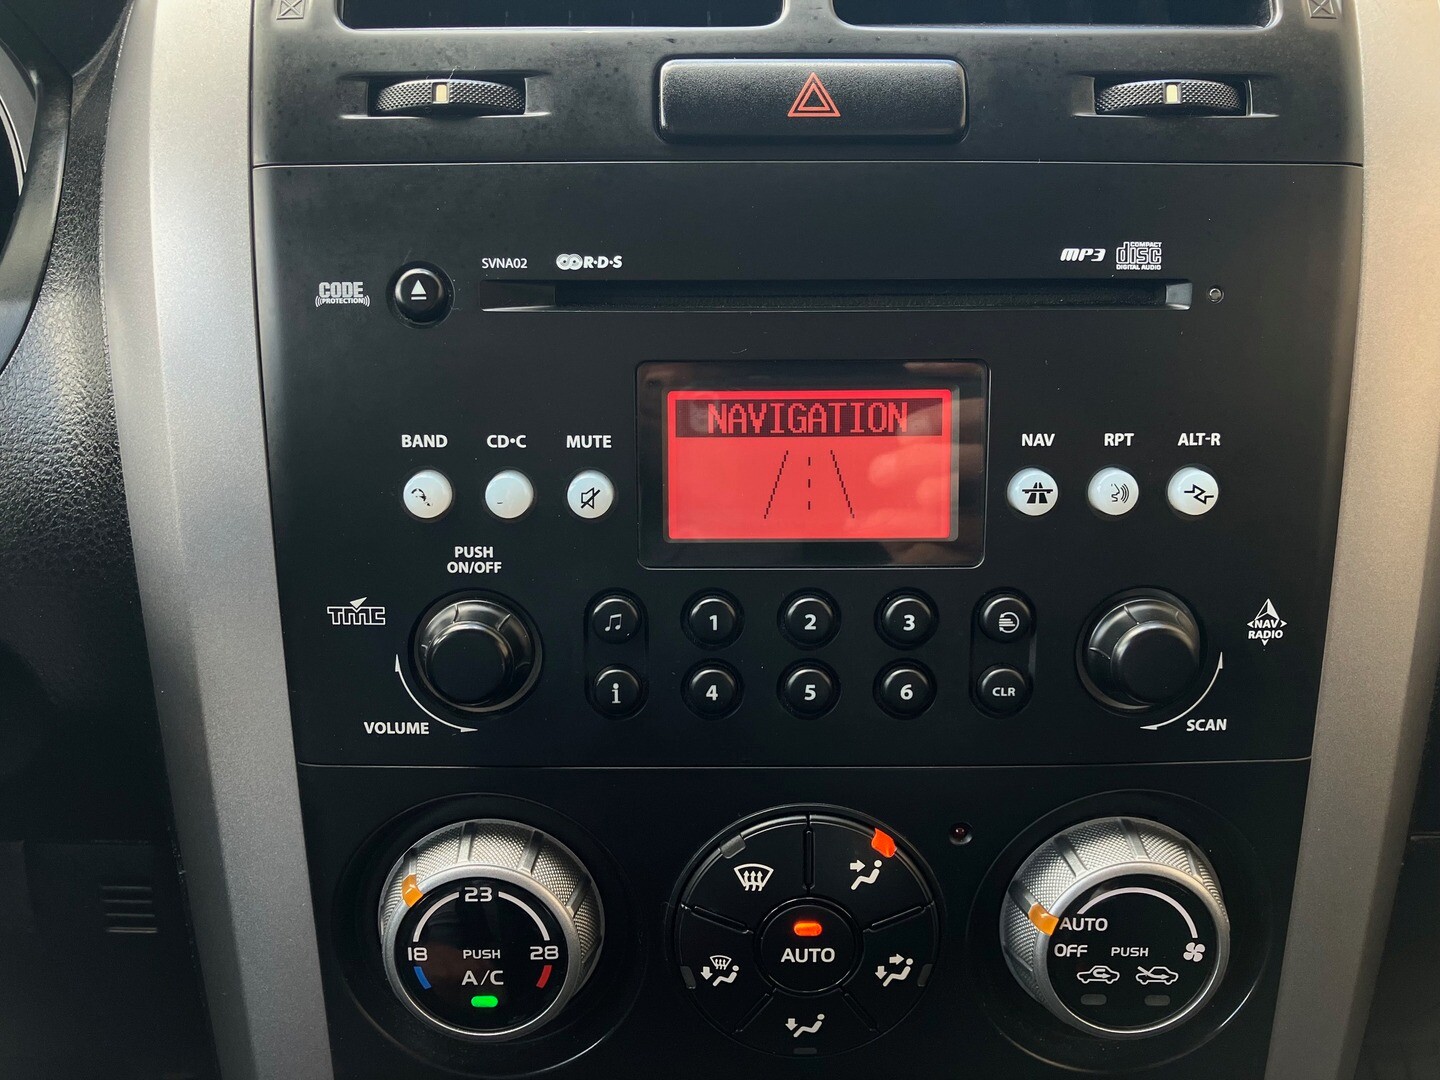 SVNA02
R·D·S
MP3
COMPACT
disc
DIGITAL AUDIO
CODE
((PROTECTION))
NAVIGATION
BAND
CD•C
MUTE
NAV
RPT
ALT-R
PUSH
ON/OFF
TMC
1
2
3
NAV
RADIO
i
4
5
6
CLR
VOLUME
SCAN
23
18
PUSH
28
A/C
AUTO
AUTO
OFF
PUSH